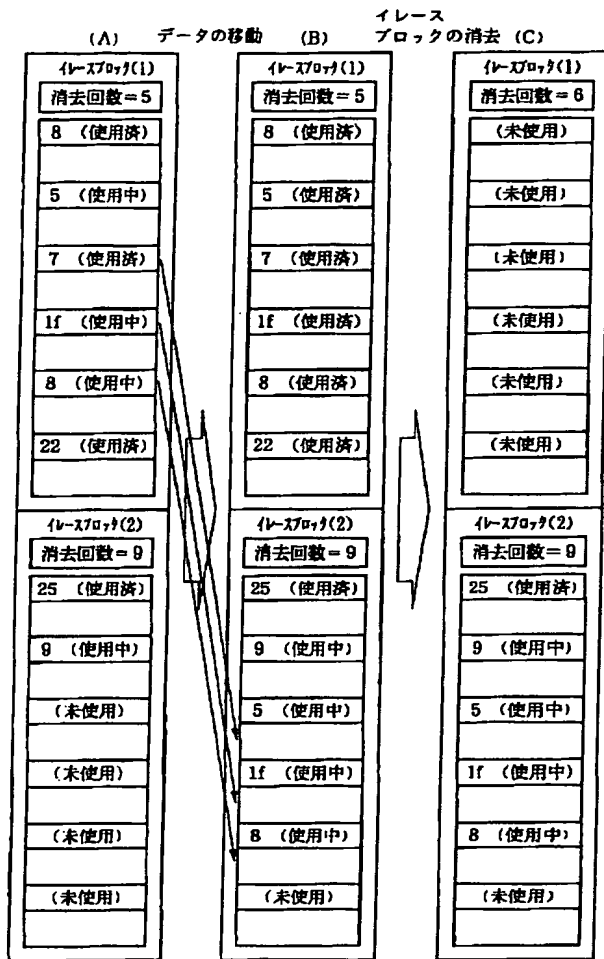 (A) データの移動 (B) イレース
ブロックの消去 (C)
イレースブロック(1)
消去回数=5
8 (使用済)
5 (使用中)
7 (使用済)
1f (使用中)
8 (使用中)
22 (使用済)
イレースブロック(2)
消去回数=9
25 (使用済)
9 (使用中)
(未使用)
(未使用)
(未使用)
(未使用)
イレースブロック(1)
消去回数=5
8 (使用済)
5 (使用済)
7 (使用済)
1f (使用済)
8 (使用済)
22 (使用済)
イレースブロック(2)
消去回数=9
25 (使用済)
9 (使用中)
5 (使用中)
1f (使用中)
8 (使用中)
(未使用)
イレースブロック(1)
消去回数=6
(未使用)
(未使用)
(未使用)
(未使用)
(未使用)
(未使用)
イレースブロック(2)
消去回数=9
25 (使用済)
9 (使用中)
5 (使用中)
1f (使用中)
8 (使用中)
(未使用)